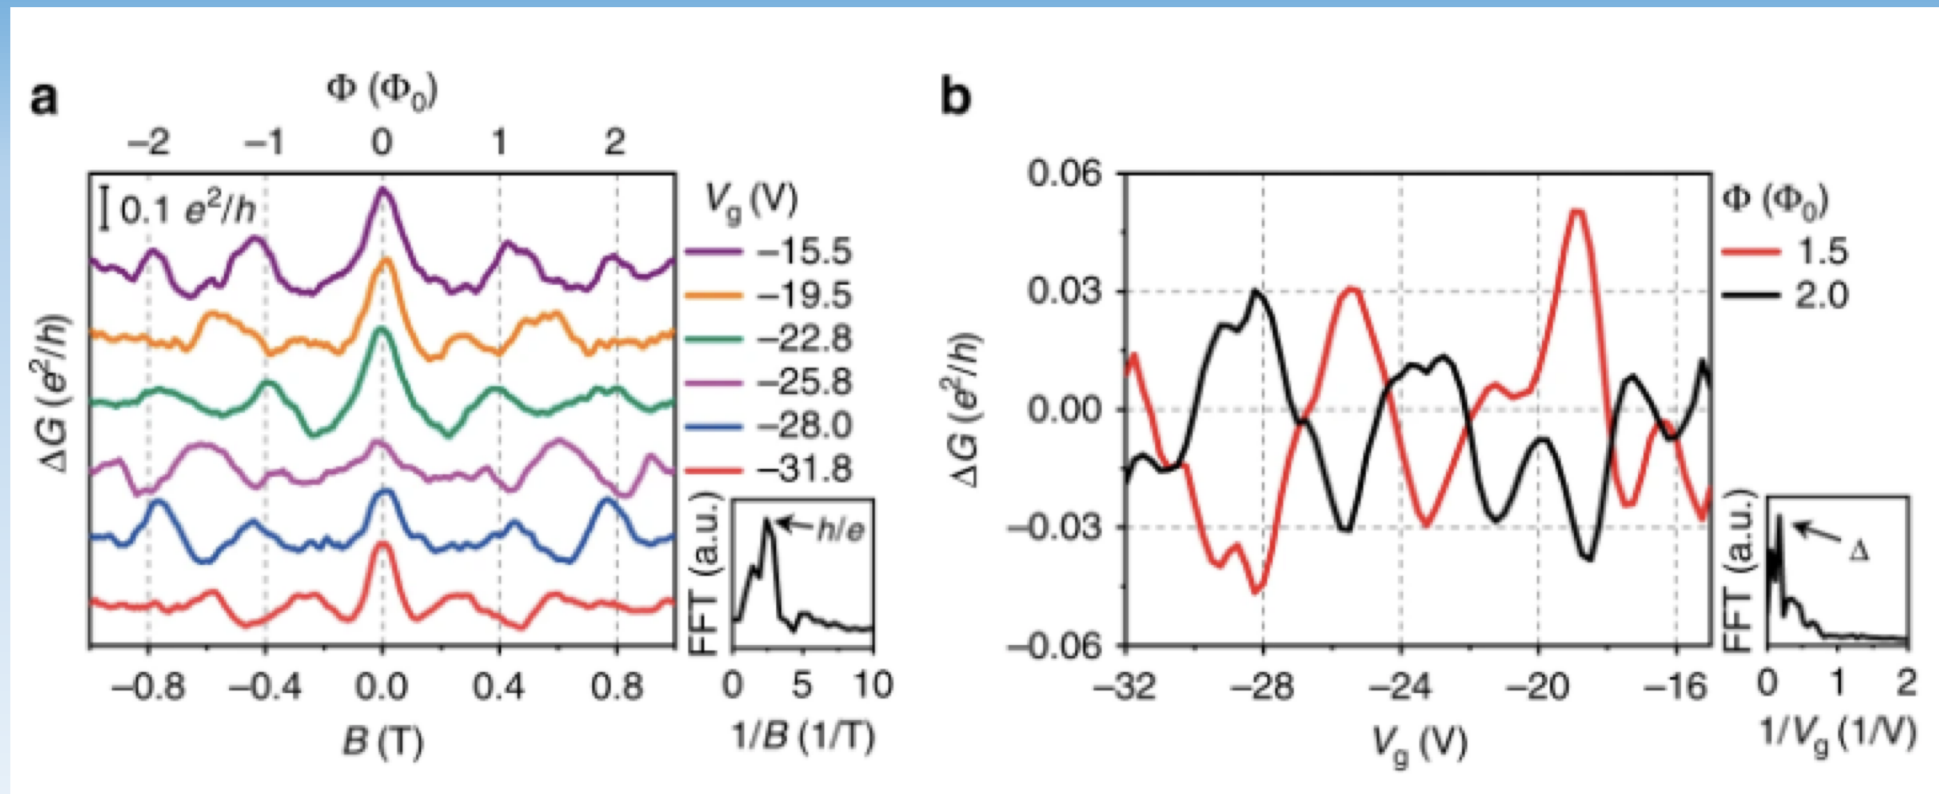 a
Φ (Φ0)
−2 −1 0 1 2
0.1 e²/h
ΔG (e²/h)
−0.8 −0.4 0.0 0.4 0.8
B (T)
Vg (V)
−15.5
−19.5
−22.8
−25.8
−28.0
−31.8
FFT (a.u.)
h/e
0 5 10
1/B (1/T)
b
0.06
0.03
0.00
−0.03
−0.06
ΔG (e²/h)
−32 −28 −24 −20 −16
Vg (V)
Φ (Φ0)
1.5
2.0
FFT (a.u.)
Δ
0 1 2
1/Vg (1/V)